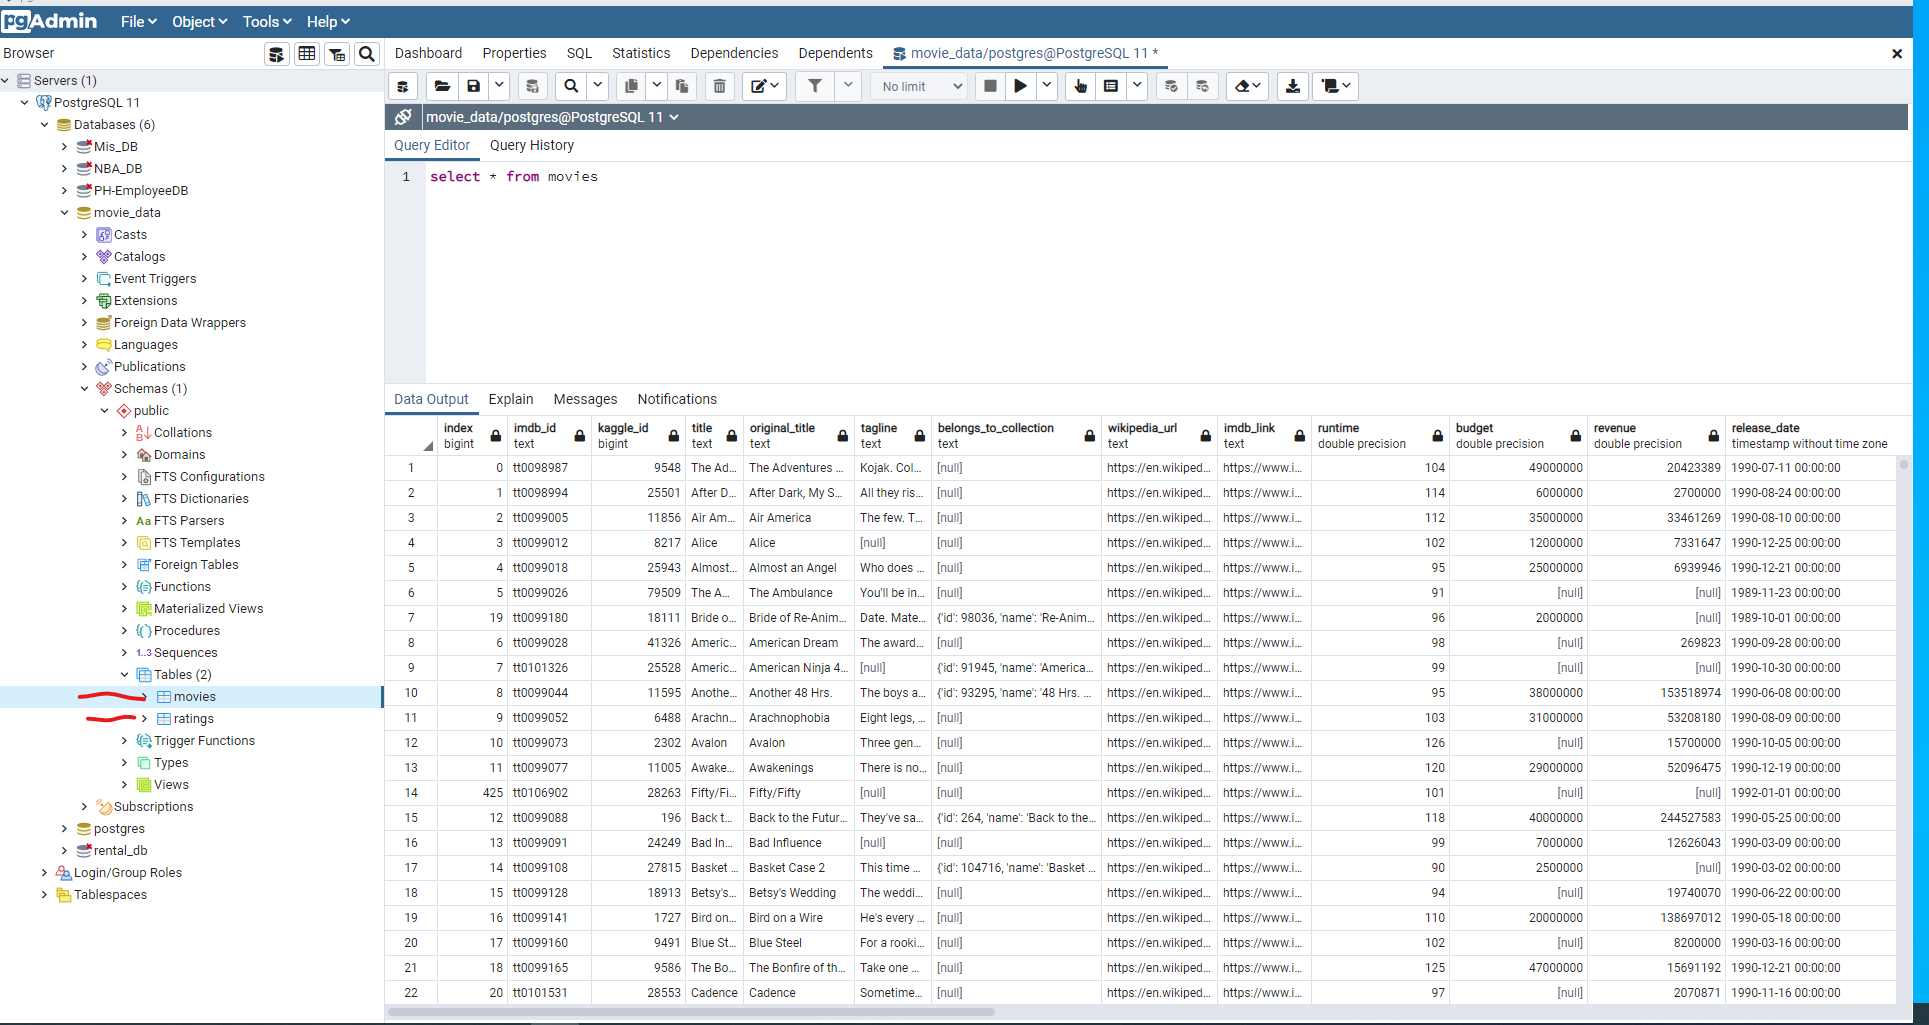 pgAdmin File Object Tools Help
Browser
Dashboard Properties SQL Statistics Dependencies Dependents movie_data/postgres@PostgreSQL 11 *
No limit
movie_data/postgres@PostgreSQL 11
Query Editor Query History
1 select * from movies
Servers (1)
PostgreSQL 11
Databases (6)
Mis_DB
NBA_DB
PH-EmployeeDB
movie_data
Casts
Catalogs
Event Triggers
Extensions
Foreign Data Wrappers
Languages
Publications
Schemas (1)
public
Collations
Domains
FTS Configurations
FTS Dictionaries
Aa FTS Parsers
FTS Templates
Foreign Tables
Functions
Materialized Views
Procedures
1..3 Sequences
Tables (2)
movies
ratings
Trigger Functions
Types
Views
Subscriptions
postgres
rental_db
Login/Group Roles
Tablespaces
Data Output Explain Messages Notifications
index imdb_id kaggle_id title original_title tagline belongs_to_collection wikipedia_url imdb_link runtime budget revenue release_date
bigint text bigint text text text text text text double precision double precision double precision timestamp without time zone
1 0 tt0098987 9548 The Ad... The Adventures ... Kojak. Col... [null] https://en.wikiped... https://www.i... 104 49000000 20423389 1990-07-11 00:00:00
2 1 tt0098994 25501 After D... After Dark, My S... All they ris... [null] https://en.wikiped... https://www.i... 114 6000000 2700000 1990-08-24 00:00:00
3 2 tt0099005 11856 Air Am... Air America The few. T... [null] https://en.wikiped... https://www.i... 112 35000000 33461269 1990-08-10 00:00:00
4 3 tt0099012 8217 Alice Alice [null] [null] https://en.wikiped... https://www.i... 102 12000000 7331647 1990-12-25 00:00:00
5 4 tt0099018 25943 Almost... Almost an Angel Who does ... [null] https://en.wikiped... https://www.i... 95 25000000 6939946 1990-12-21 00:00:00
6 5 tt0099026 79509 The A... The Ambulance You'll be in... [null] https://en.wikiped... https://www.i... 91 [null] [null] 1989-11-23 00:00:00
7 19 tt0099180 18111 Bride o... Bride of Re-Anim... Date. Mate... {'id': 98036, 'name': 'Re-Anim... https://en.wikiped... https://www.i... 96 2000000 [null] 1989-10-01 00:00:00
8 6 tt0099028 41326 Americ... American Dream The award... [null] https://en.wikiped... https://www.i... 98 [null] 269823 1990-09-28 00:00:00
9 7 tt0101326 25528 Americ... American Ninja 4... [null] {'id': 91945, 'name': 'America... https://en.wikiped... https://www.i... 99 [null] [null] 1990-10-30 00:00:00
10 8 tt0099044 11595 Anothe... Another 48 Hrs. The boys a... {'id': 93295, 'name': '48 Hrs. ... https://en.wikiped... https://www.i... 95 38000000 153518974 1990-06-08 00:00:00
11 9 tt0099052 6488 Arachn... Arachnophobia Eight legs, ... [null] https://en.wikiped... https://www.i... 103 31000000 53208180 1990-08-09 00:00:00
12 10 tt0099073 2302 Avalon Avalon Three gen... [null] https://en.wikiped... https://www.i... 126 [null] 15700000 1990-10-05 00:00:00
13 11 tt0099077 11005 Awake... Awakenings There is no... [null] https://en.wikiped... https://www.i... 120 29000000 52096475 1990-12-19 00:00:00
14 425 tt0106902 28263 Fifty/Fi... Fifty/Fifty [null] [null] https://en.wikiped... https://www.i... 101 [null] [null] 1992-01-01 00:00:00
15 12 tt0099088 196 Back t... Back to the Futur... They've sa... {'id': 264, 'name': 'Back to the... https://en.wikiped... https://www.i... 118 40000000 244527583 1990-05-25 00:00:00
16 13 tt0099091 24249 Bad In... Bad Influence [null] [null] https://en.wikiped... https://www.i... 99 7000000 12626043 1990-03-09 00:00:00
17 14 tt0099108 27815 Basket ... Basket Case 2 This time ... {'id': 104716, 'name': 'Basket ... https://en.wikiped... https://www.i... 90 2500000 [null] 1990-03-02 00:00:00
18 15 tt0099128 18913 Betsy's... Betsy's Wedding The weddi... [null] https://en.wikiped... https://www.i... 94 [null] 19740070 1990-06-22 00:00:00
19 16 tt0099141 1727 Bird on... Bird on a Wire He's every ... [null] https://en.wikiped... https://www.i... 110 20000000 138697012 1990-05-18 00:00:00
20 17 tt0099160 9491 Blue St... Blue Steel For a rooki... [null] https://en.wikiped... https://www.i... 102 [null] 8200000 1990-03-16 00:00:00
21 18 tt0099165 9586 The Bo... The Bonfire of th... Take one ... [null] https://en.wikiped... https://www.i... 125 47000000 15691192 1990-12-21 00:00:00
22 20 tt0101531 28553 Cadence Cadence Sometime... [null] https://en.wikiped... https://www.i... 97 [null] 2070871 1990-11-16 00:00:00